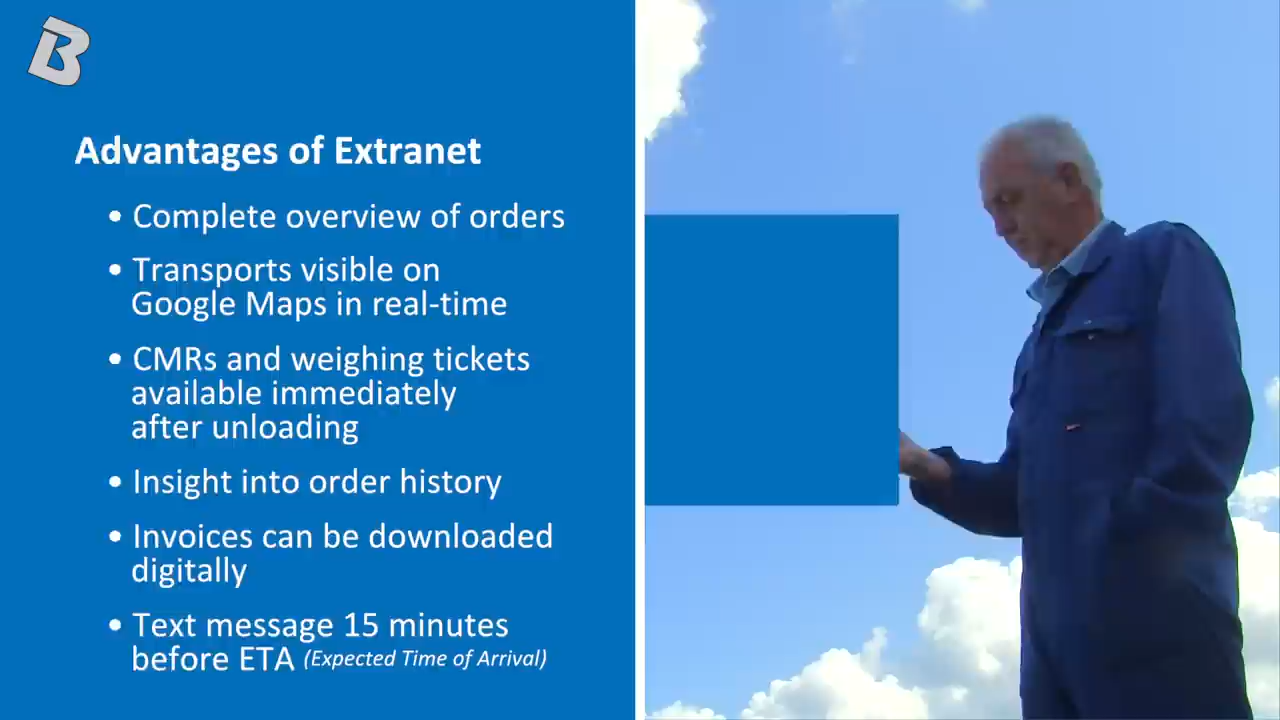 B
Advantages of Extranet
• Complete overview of orders
• Transports visible on
Google Maps in real-time
• CMRs and weighing tickets
available immediately
after unloading
• Insight into order history
• Invoices can be downloaded
digitally
• Text message 15 minutes
before ETA (Expected Time of Arrival)